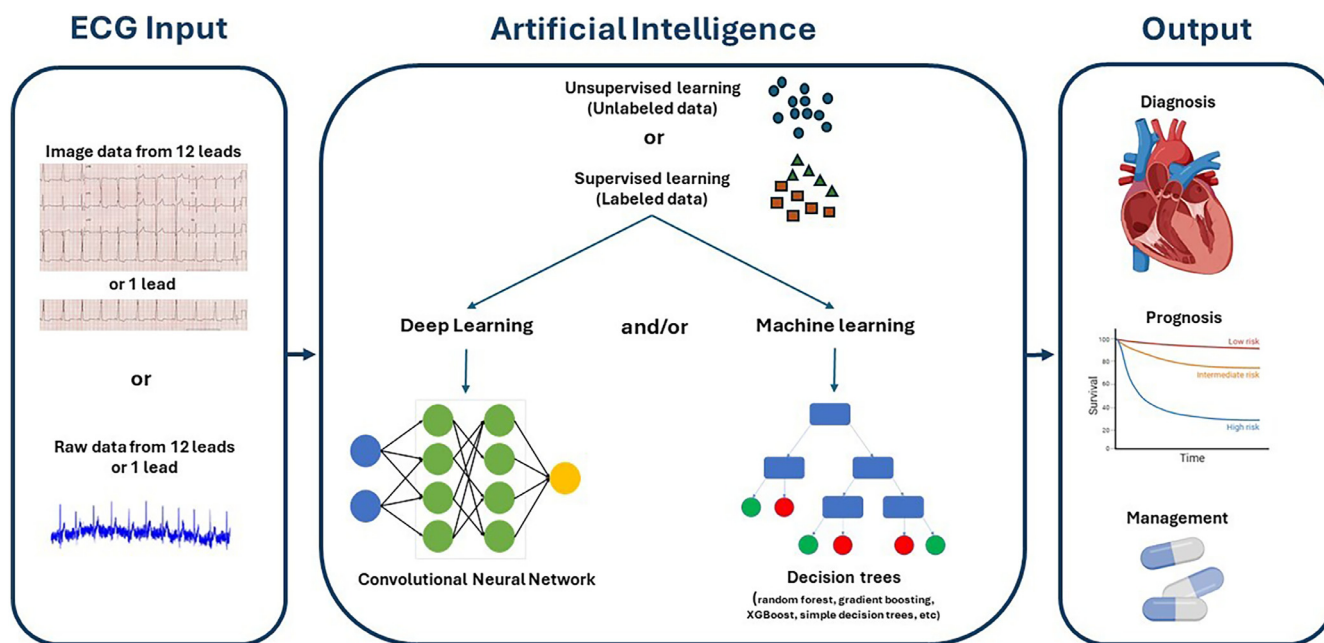 ECG Input
Artificial Intelligence
Output
Image data from 12 leads
or 1 lead
or
Raw data from 12 leads
or 1 lead
Unsupervised learning
(Unlabeled data)
or
Supervised learning
(Labeled data)
Deep Learning
and/or
Machine learning
Convolutional Neural Network
Decision trees
(random forest, gradient boosting,
XGBoost, simple decision trees, etc)
Diagnosis
Prognosis
100
80
60
40
20
0
Survival
Low risk
Intermediate risk
High risk
Time
Management